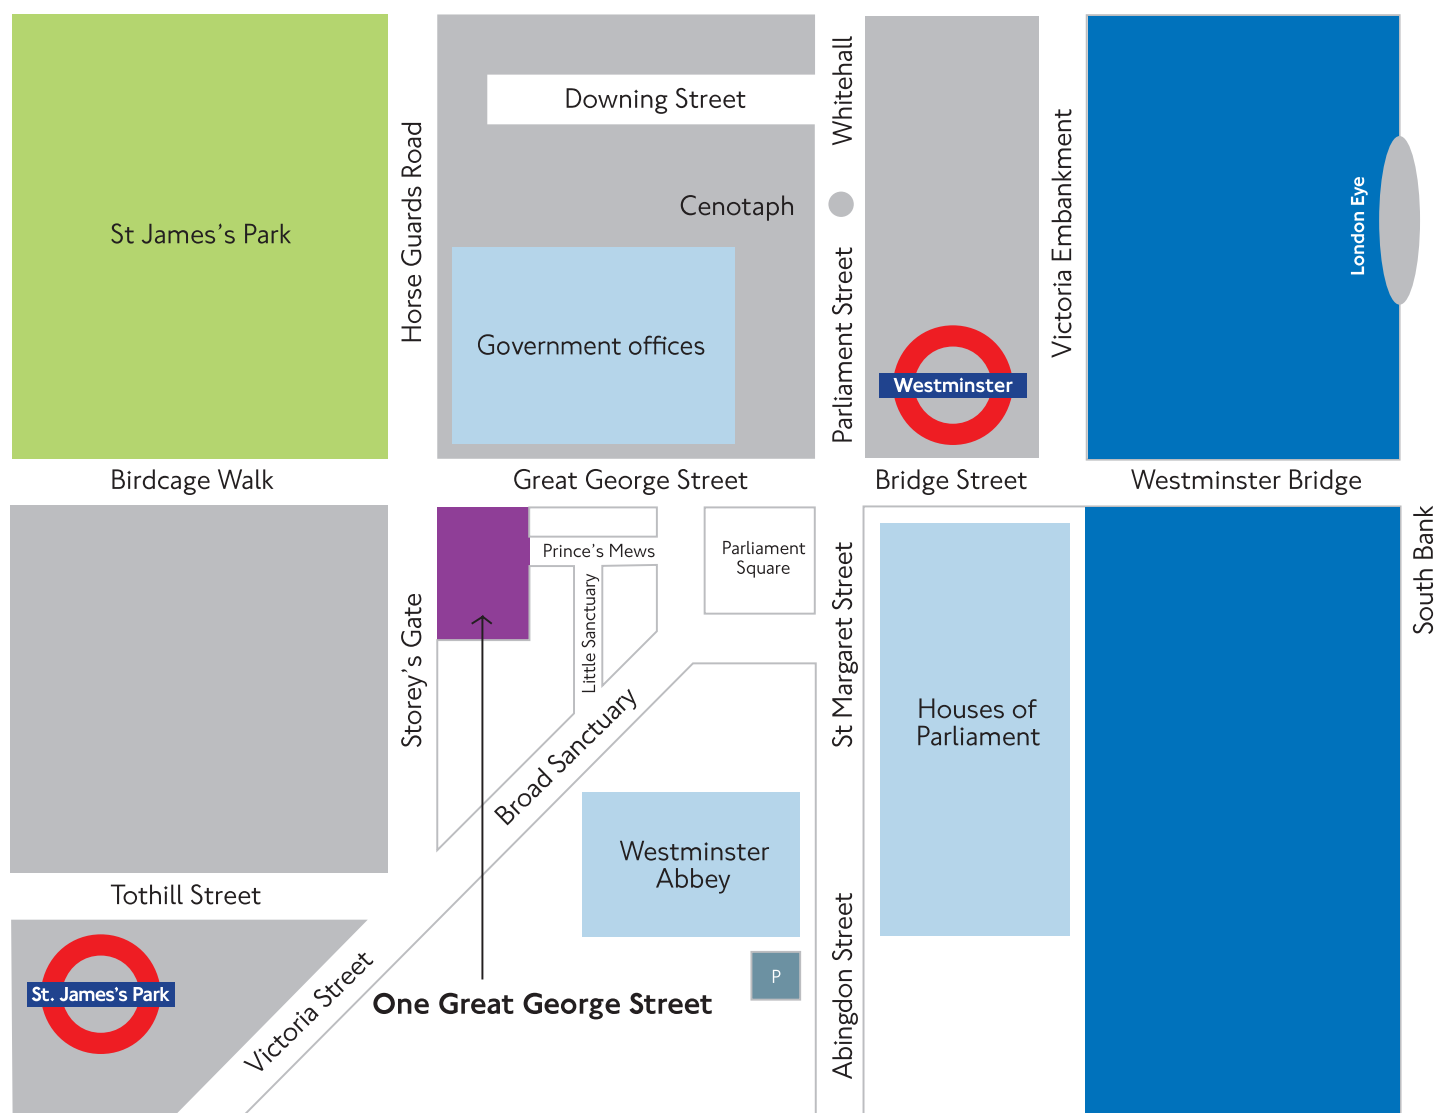 Downing Street
Whitehall
Horse Guards Road
Victoria Embankment
St James’s Park
Cenotaph
London Eye
Government offices
Parliament Street
Westminster
Birdcage Walk
Great George Street
Bridge Street
Westminster Bridge
South Bank
Prince’s Mews
Parliament
Square
Little Sanctuary
Storey’s Gate
St Margaret Street
Broad Sanctuary
Houses of
Parliament
Westminster
Abbey
Tothill Street
Abingdon Street
P
St. James’s Park
Victoria Street
One Great George Street